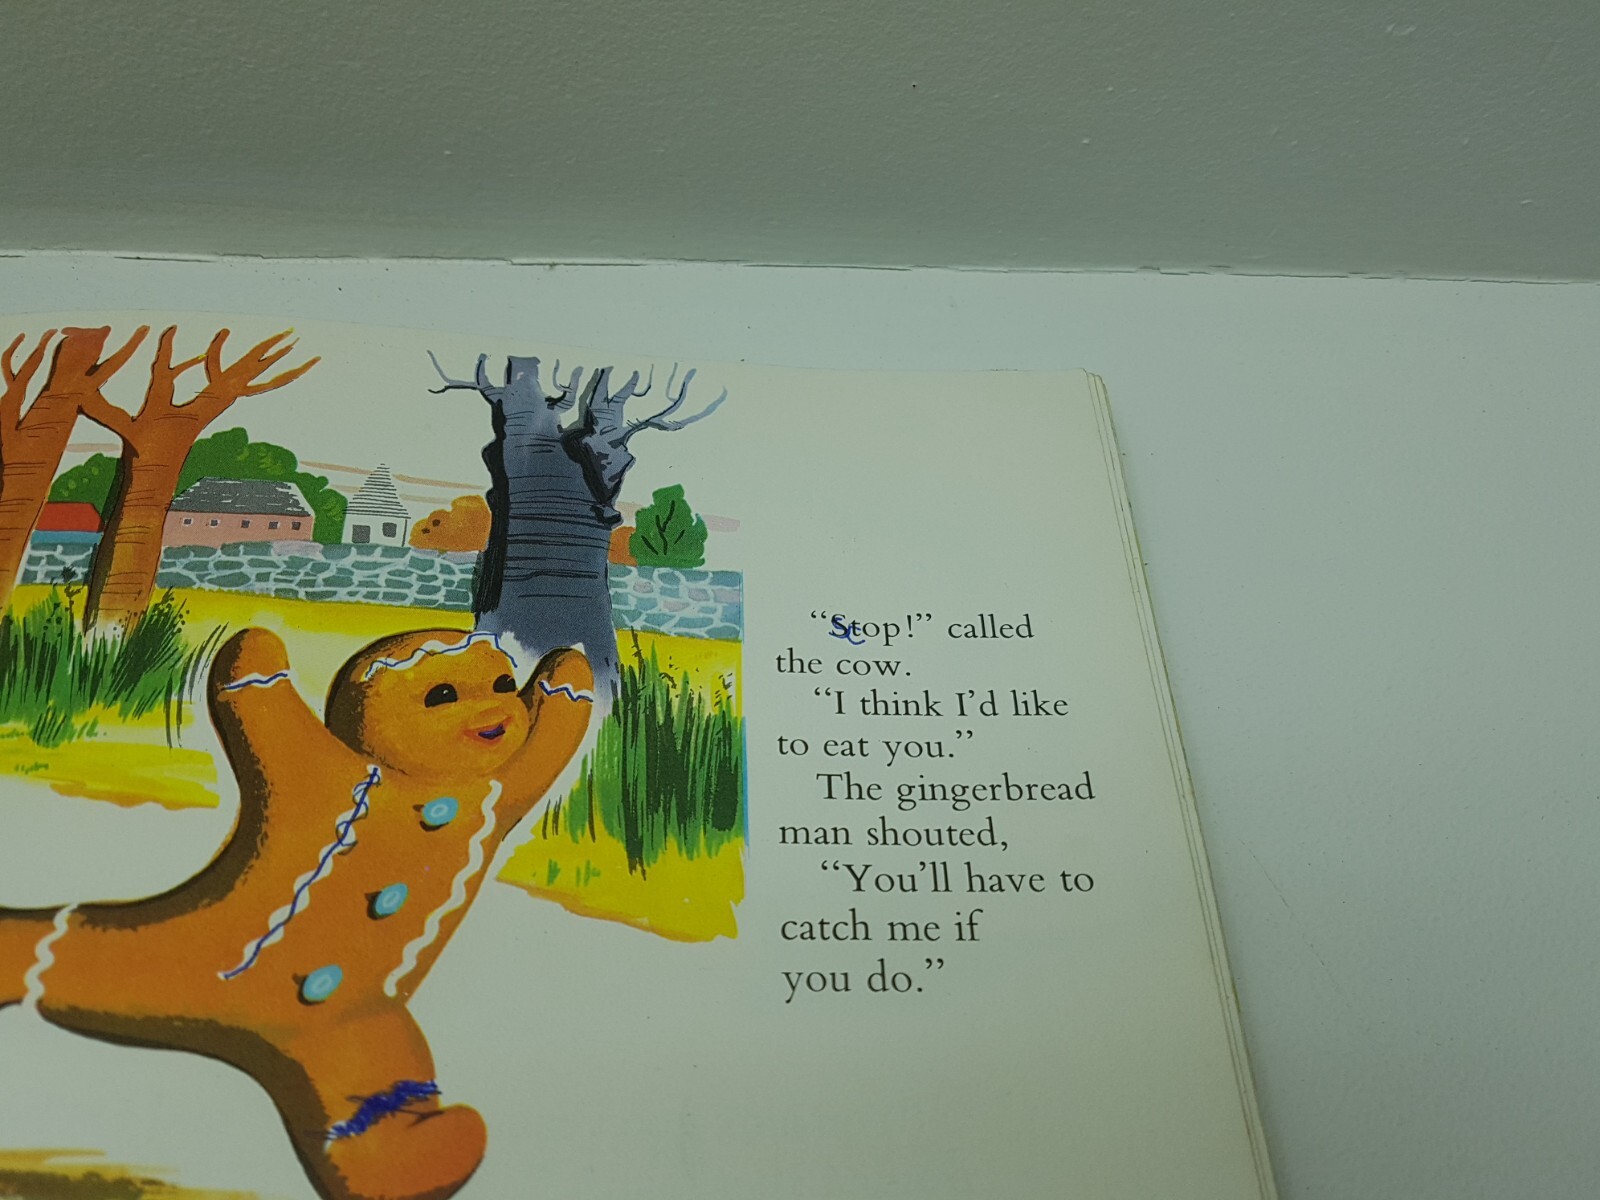 “Stop!” called
the cow.
“I think I’d like
to eat you.”
The gingerbread
man shouted,
“You’ll have to
catch me if
you do.”